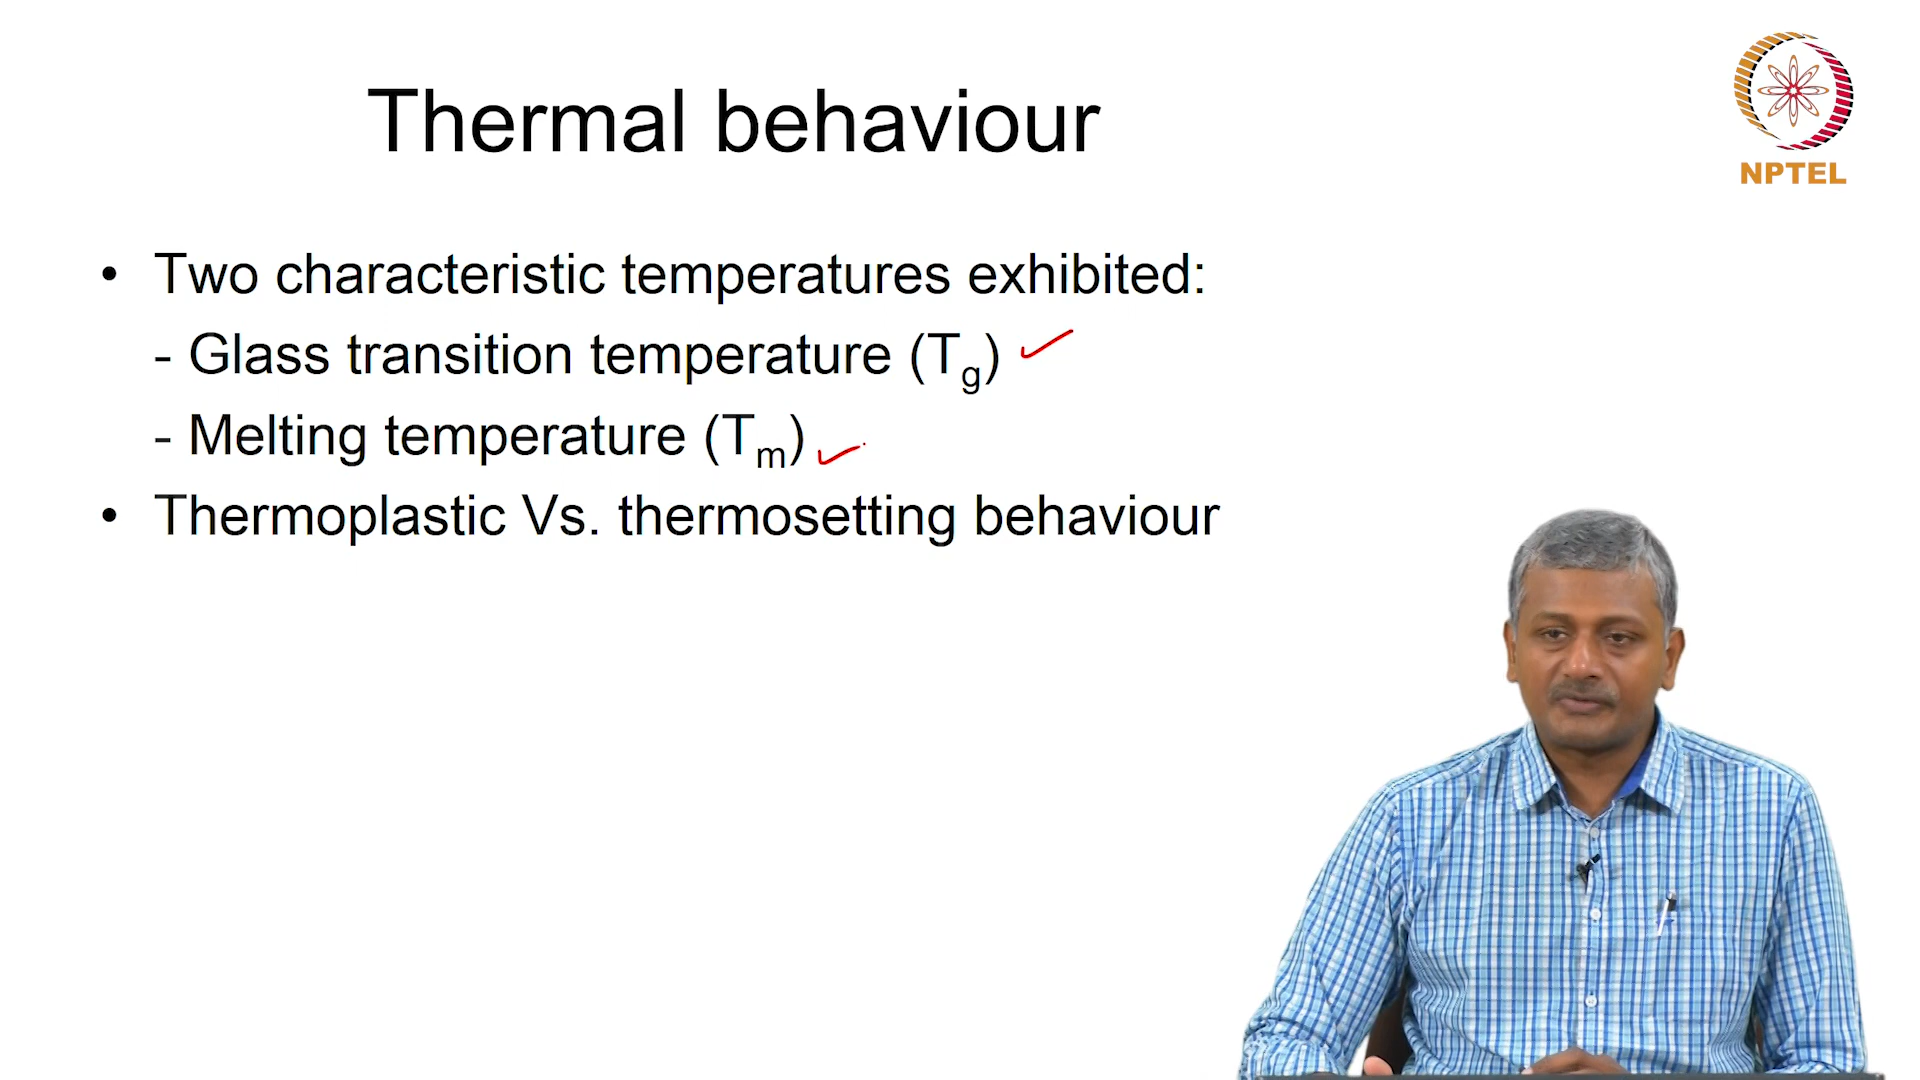 Thermal behaviour
NPTEL
• Two characteristic temperatures exhibited:
- Glass transition temperature (Tg)
- Melting temperature (Tm)
• Thermoplastic Vs. thermosetting behaviour